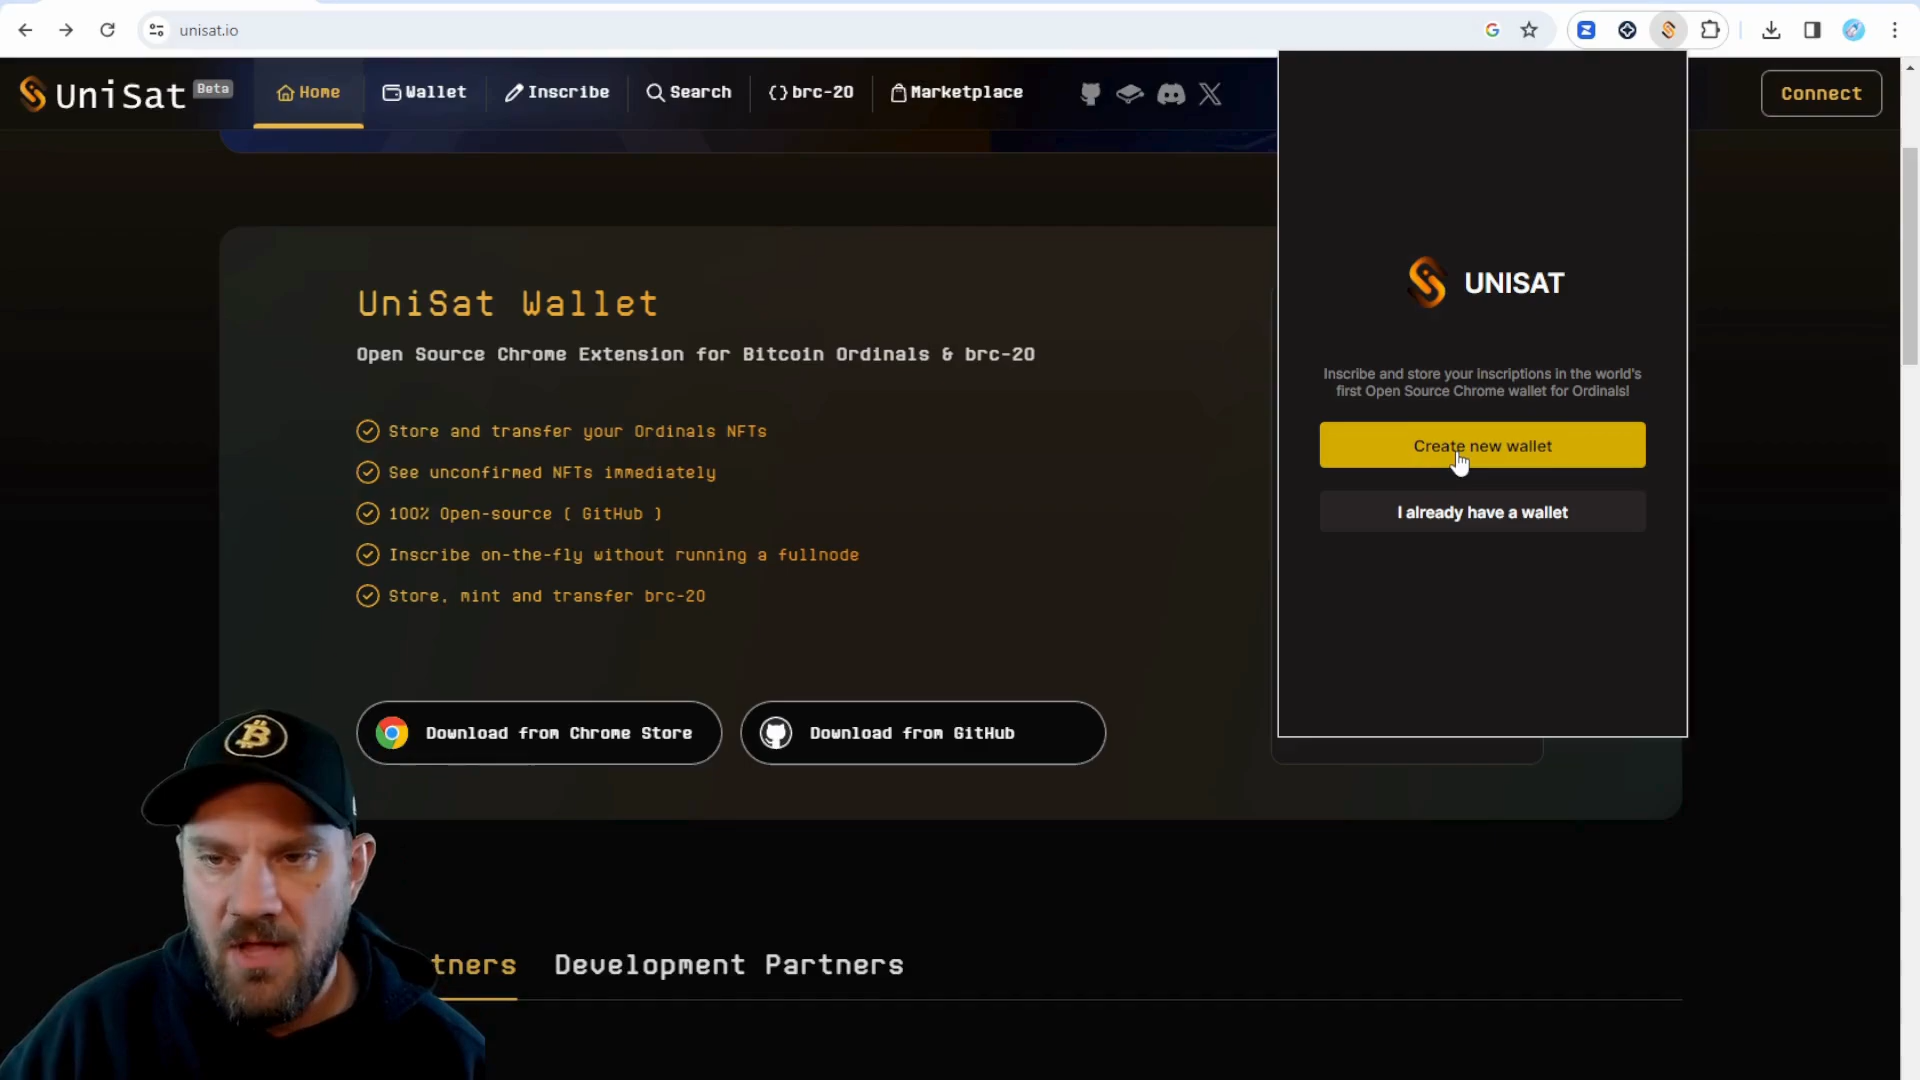 unisat.io
UniSat Beta
Home
Wallet
Inscribe
Search
brc-20
Marketplace
Connect
UniSat Wallet
Open Source Chrome Extension for Bitcoin Ordinals & brc-20
Store and transfer your Ordinals NFTs
See unconfirmed NFTs immediately
100% Open-source ( GitHub )
Inscribe on-the-fly without running a fullnode
Store, mint and transfer brc-20
Download from Chrome Store
Download from GitHub
UNISAT
Inscribe and store your inscriptions in the world's
first Open Source Chrome wallet for Ordinals!
Create new wallet
I already have a wallet
tners
Development Partners